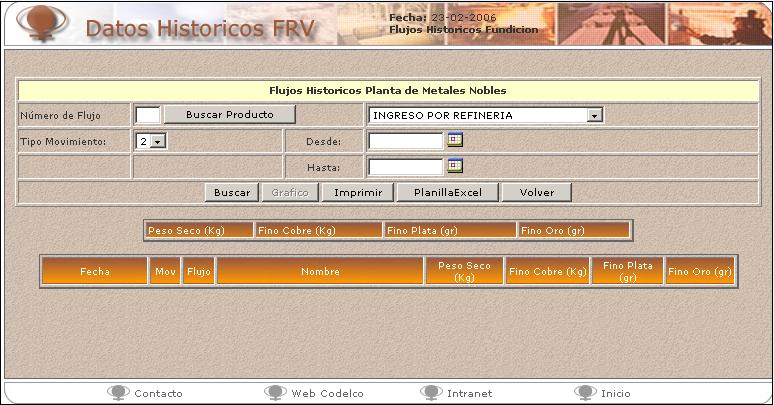 Datos Historicos FRV
Fecha: 23-02-2006
Flujos Historicos Fundicion
Flujos Historicos Planta de Metales Nobles
Número de Flujo Buscar Producto INGRESO POR REFINERIA
Tipo Movimiento: 2 Desde:
Hasta:
Buscar Grafico Imprimir PlanillaExcel Volver
Peso Seco (Kg) Fino Cobre (Kg) Fino Plata (gr) Fino Oro (gr)
Fecha Mov Flujo Nombre Peso Seco (Kg) Fino Cobre (Kg) Fino Plata (gr) Fino Oro (gr)
Contacto Web Codelco Intranet Inicio